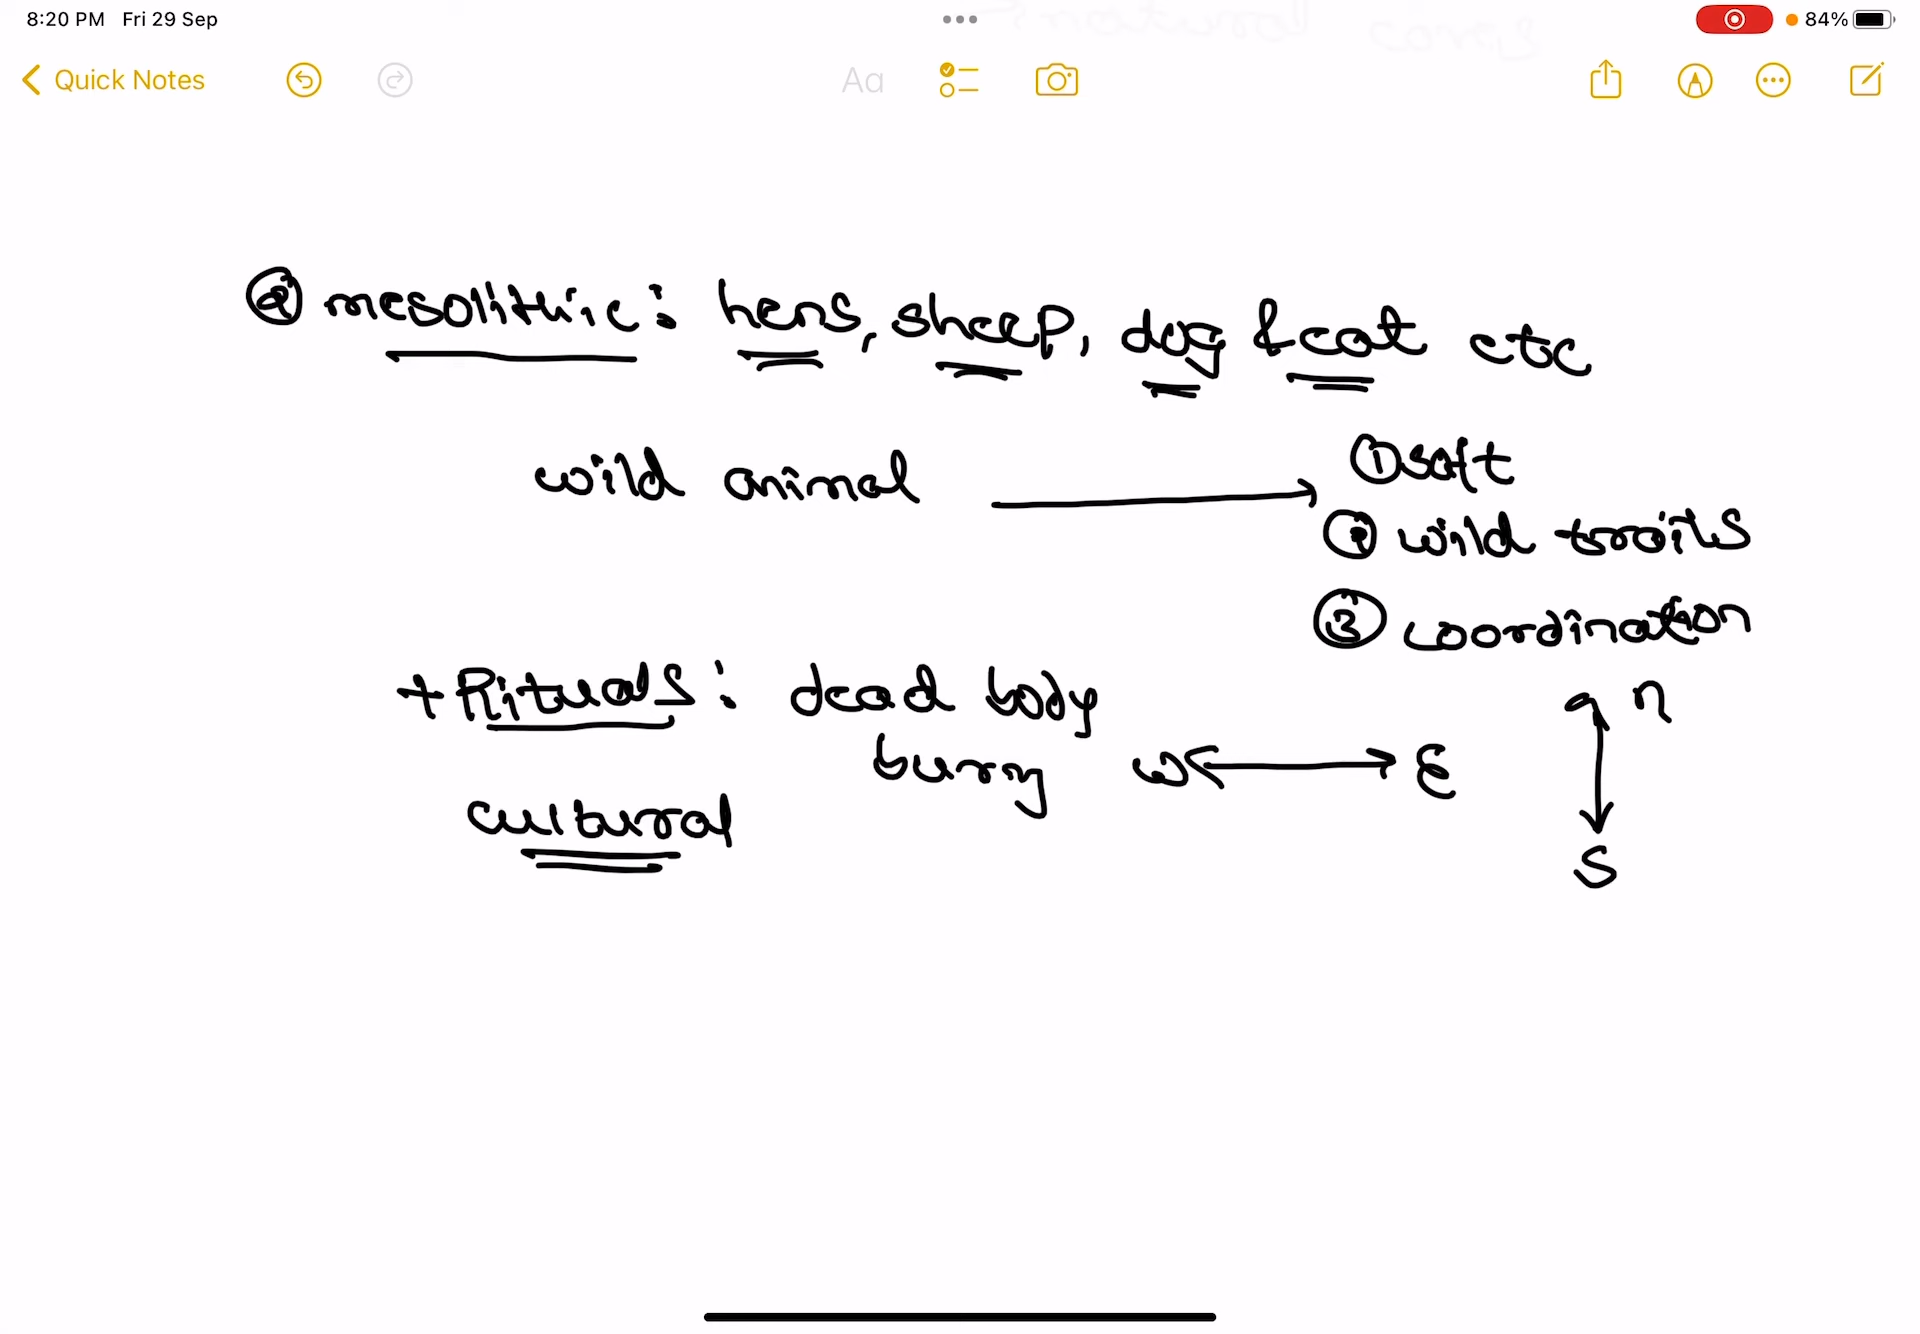 8:20 PM Fri 29 Sep
84%
Quick Notes
Aa
② mesolithic: hens, sheep, dog & cat etc
wild animal → ① soft
② wild traits
③ coordination
+ Rituals: dead body
n
burry W ↔ E
cultural
S